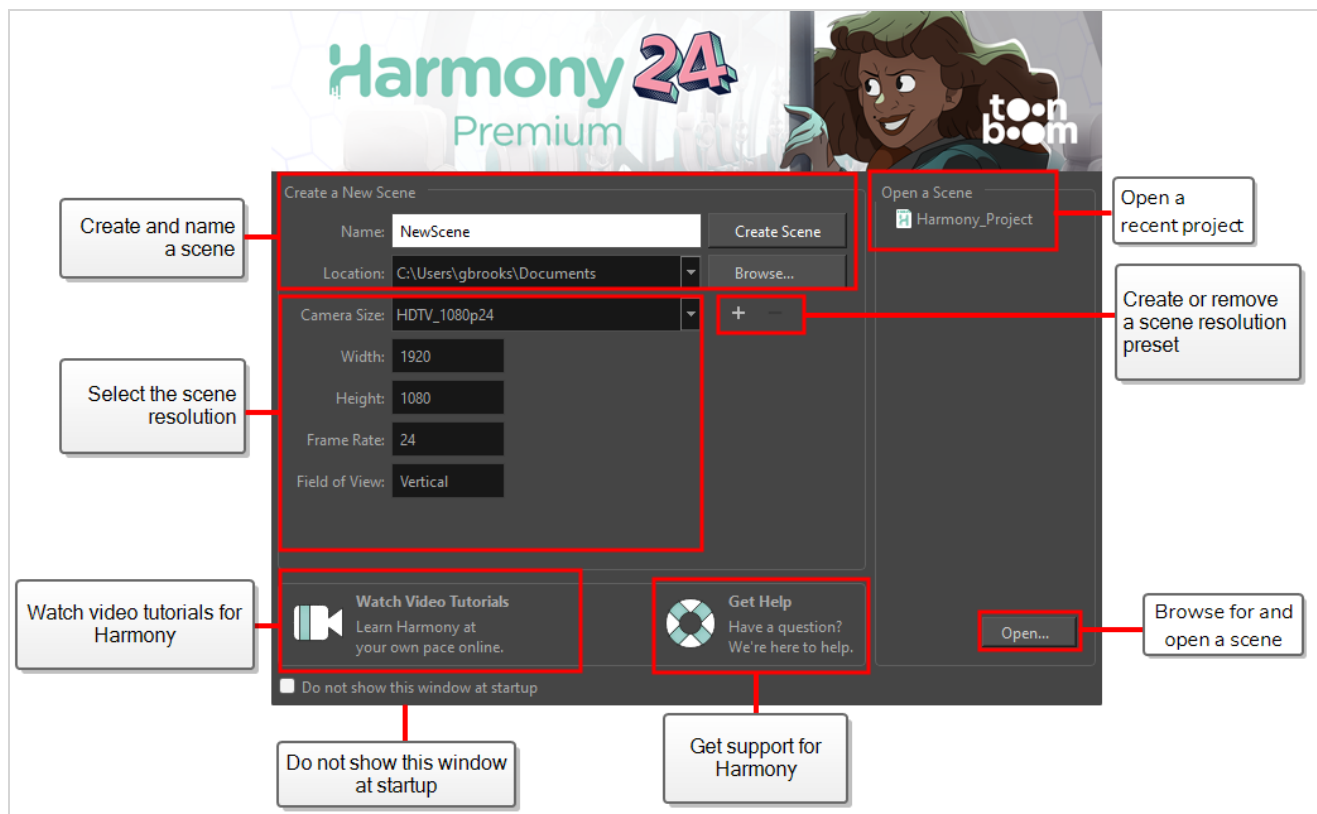 Harmony 24
Premium
toon
boom
Create a New Scene
Name: NewScene Create Scene
Location: C:\Users\gbrooks\Documents Browse...
Camera Size: HDTV_1080p24 + −
Width: 1920
Height: 1080
Frame Rate: 24
Field of View: Vertical
Open a Scene
Harmony_Project
Watch Video Tutorials
Learn Harmony at
your own pace online.
Get Help
Have a question?
We're here to help.
Open...
Do not show this window at startup
Create and name
a scene
Select the scene
resolution
Watch video tutorials for
Harmony
Do not show this window
at startup
Get support for
Harmony
Open a
recent project
Create or remove
a scene resolution
preset
Browse for and
open a scene